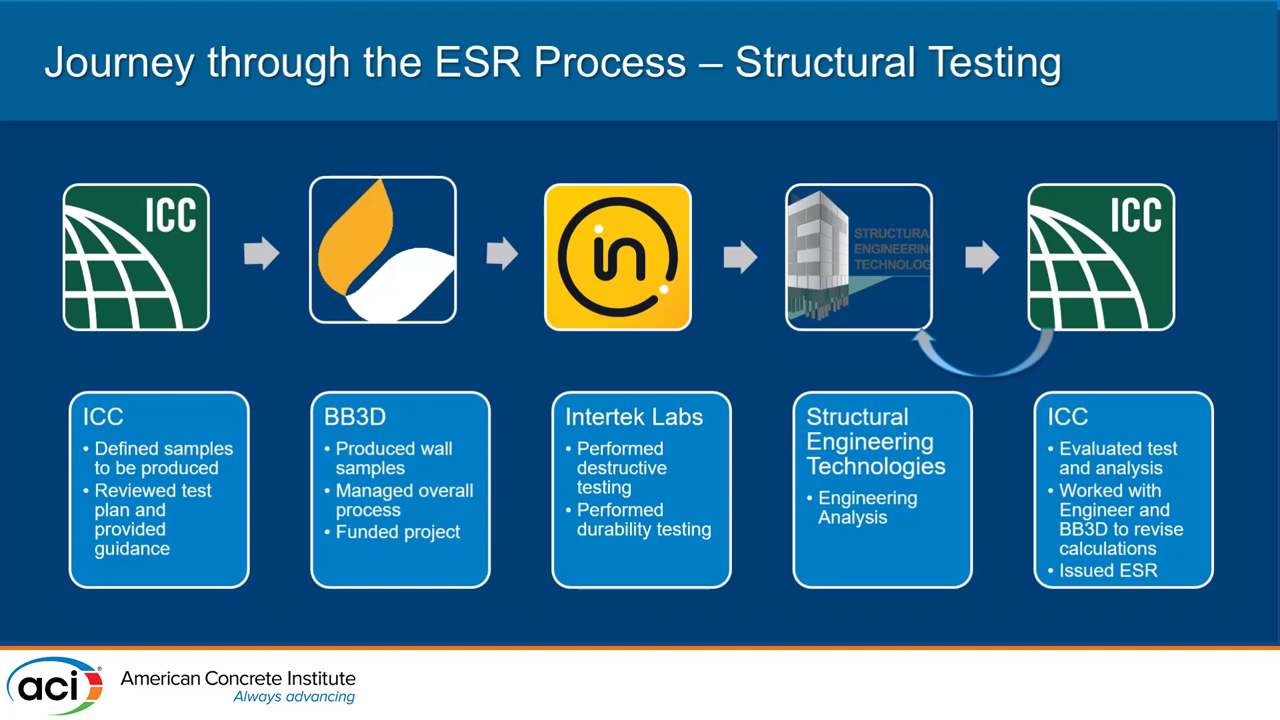 Journey through the ESR Process – Structural Testing
ICC
in
STRUCTURA
ENGINEERIN
TECHNOLOG
ICC
ICC
• Defined samples
to be produced
• Reviewed test
plan and
provided
guidance
BB3D
• Produced wall
samples
• Managed overall
process
• Funded project
Intertek Labs
• Performed
destructive
testing
• Performed
durability testing
Structural
Engineering
Technologies
• Engineering
Analysis
ICC
• Evaluated test
and analysis
• Worked with
Engineer and
BB3D to revise
calculations
• Issued ESR
aci®
American Concrete Institute
Always advancing